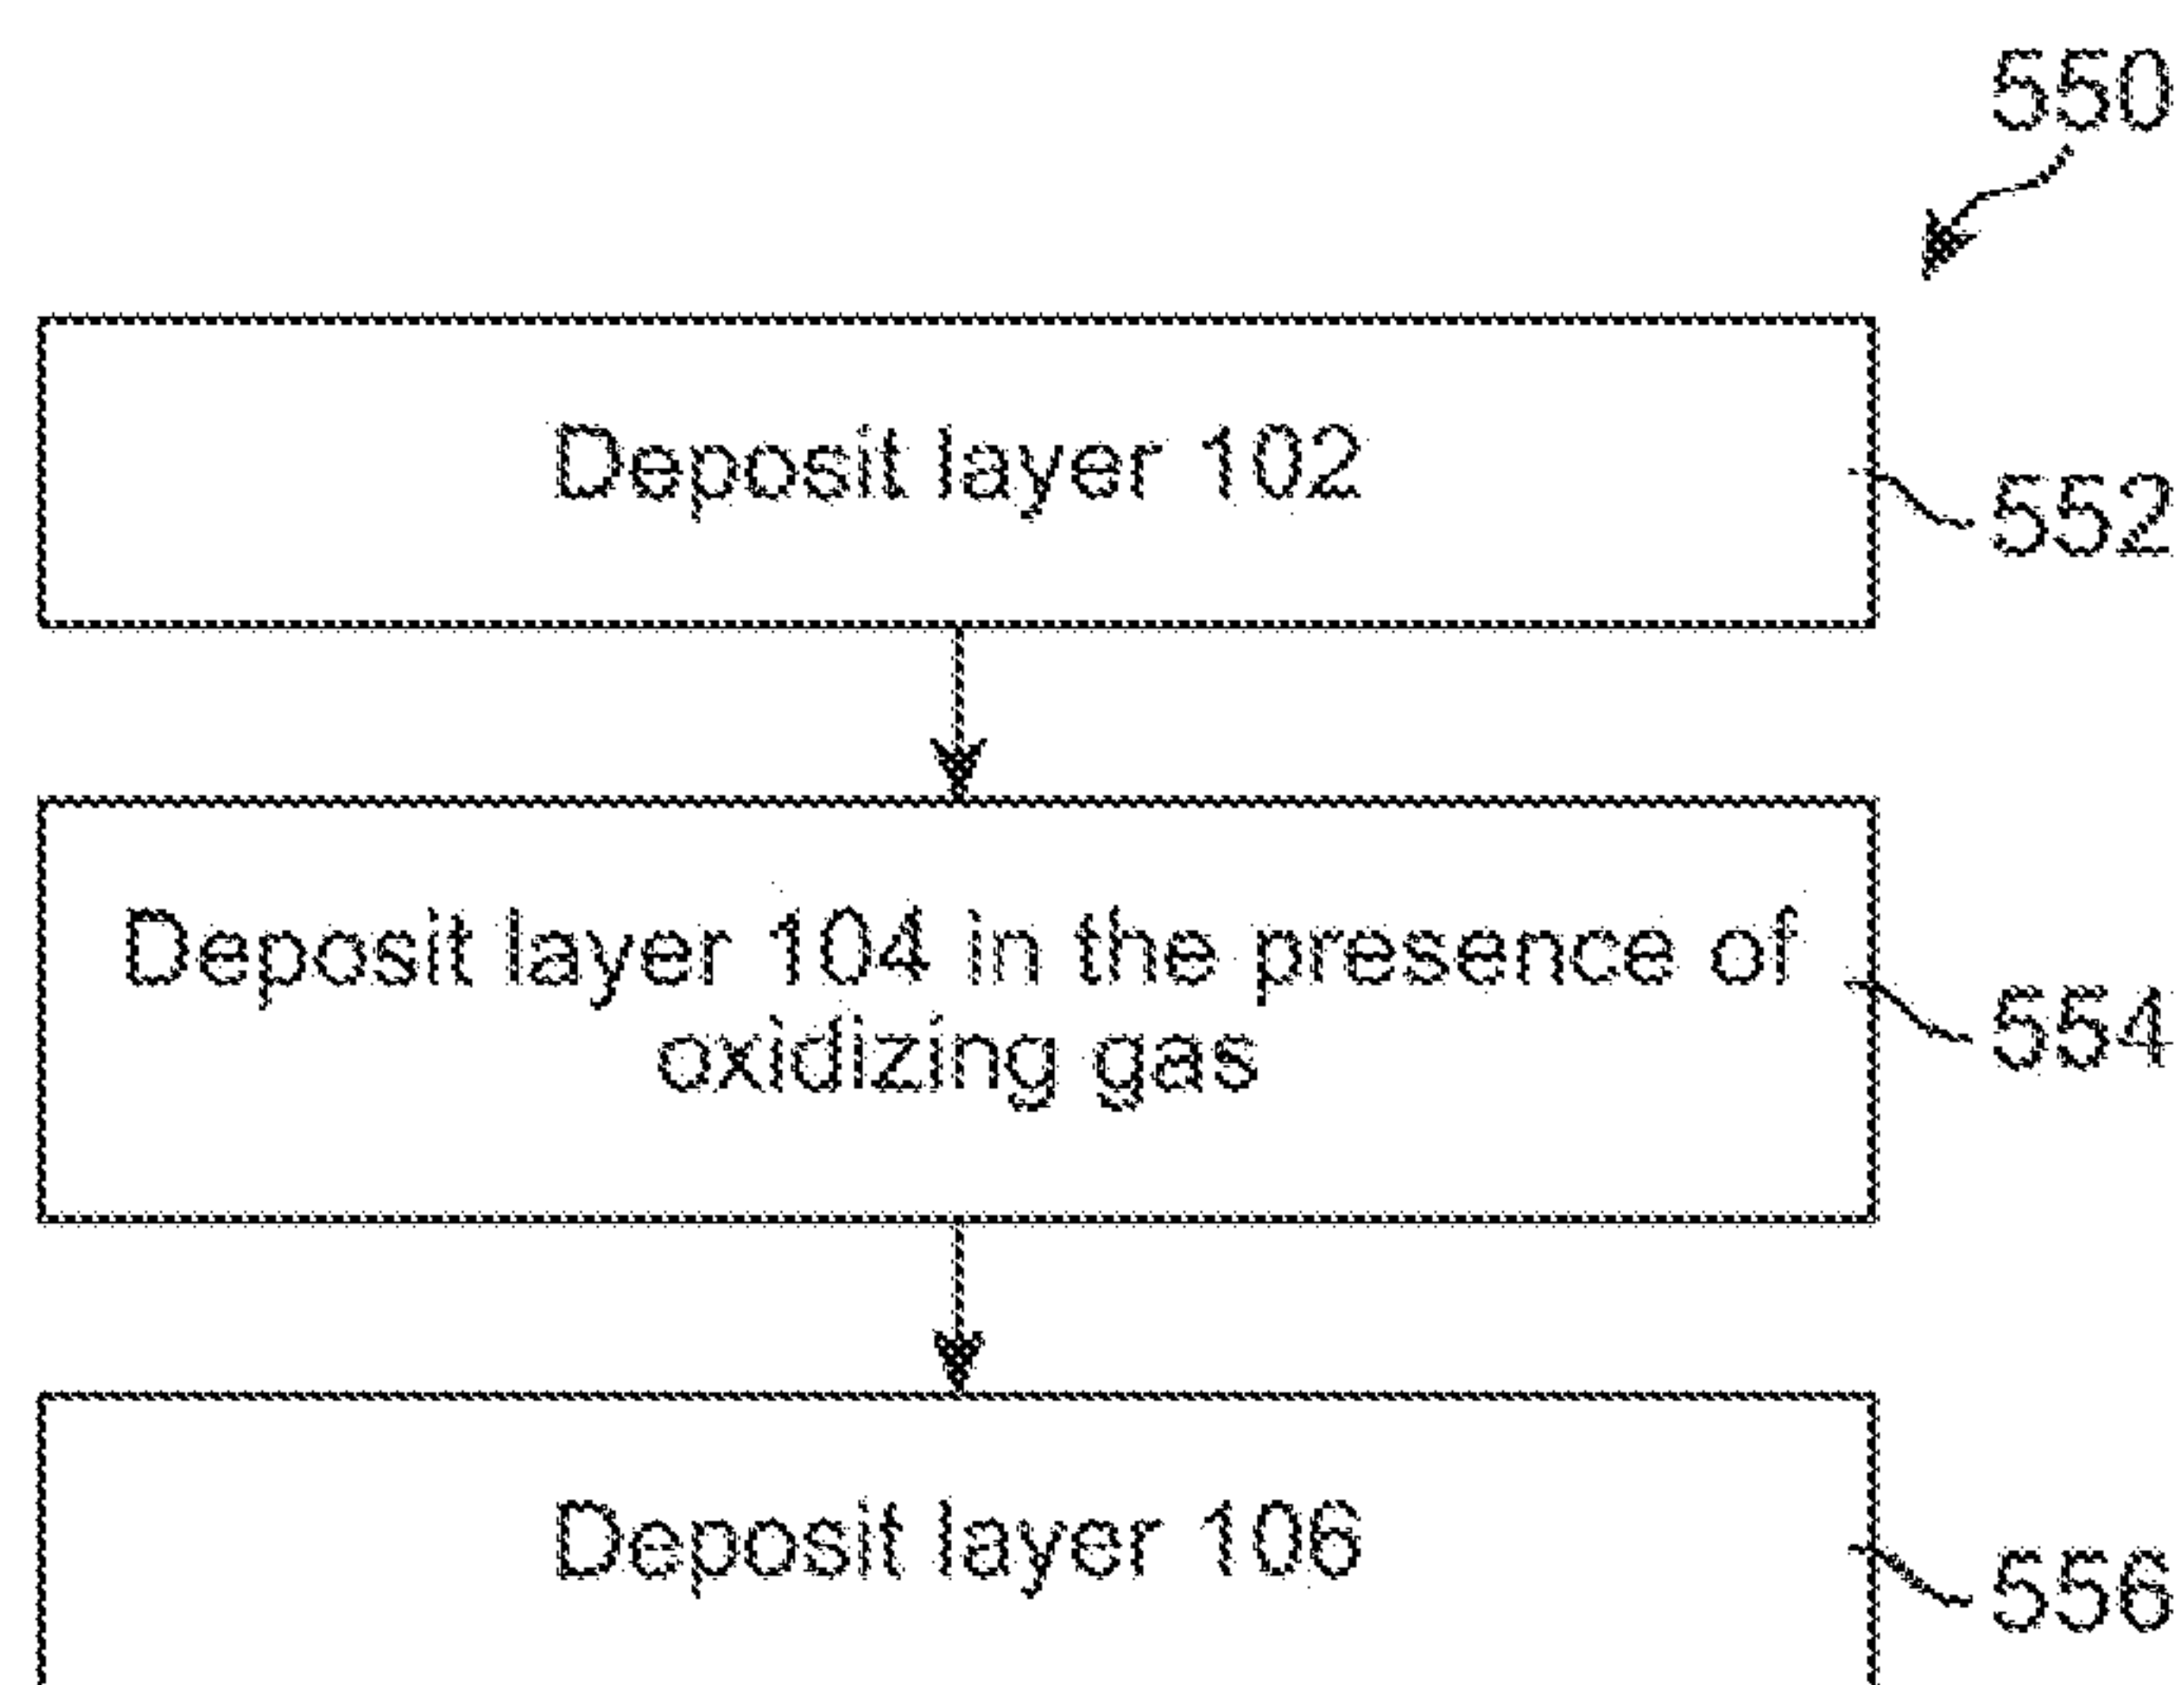 550
Deposit layer 102
552
Deposit layer 104 in the presence of
oxidizing gas
554
Deposit layer 106
556